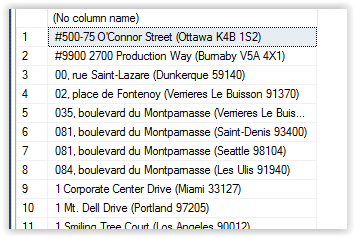 (No column name)
1 #500-75 O'Connor Street (Ottawa K4B 1S2)
2 #9900 2700 Production Way (Burnaby V5A 4X1)
3 00, rue Saint-Lazare (Dunkerque 59140)
4 02, place de Fontenoy (Verrieres Le Buisson 91370)
5 035, boulevard du Montparnasse (Verrieres Le Buis...
6 081, boulevard du Montparnasse (Saint-Denis 93400)
7 081, boulevard du Montparnasse (Seattle 98104)
8 084, boulevard du Montparnasse (Les Ulis 91940)
9 1 Corporate Center Drive (Miami 33127)
10 1 Mt. Dell Drive (Portland 97205)
11 1 Smiling Tree Court (Los Angeles 90012)